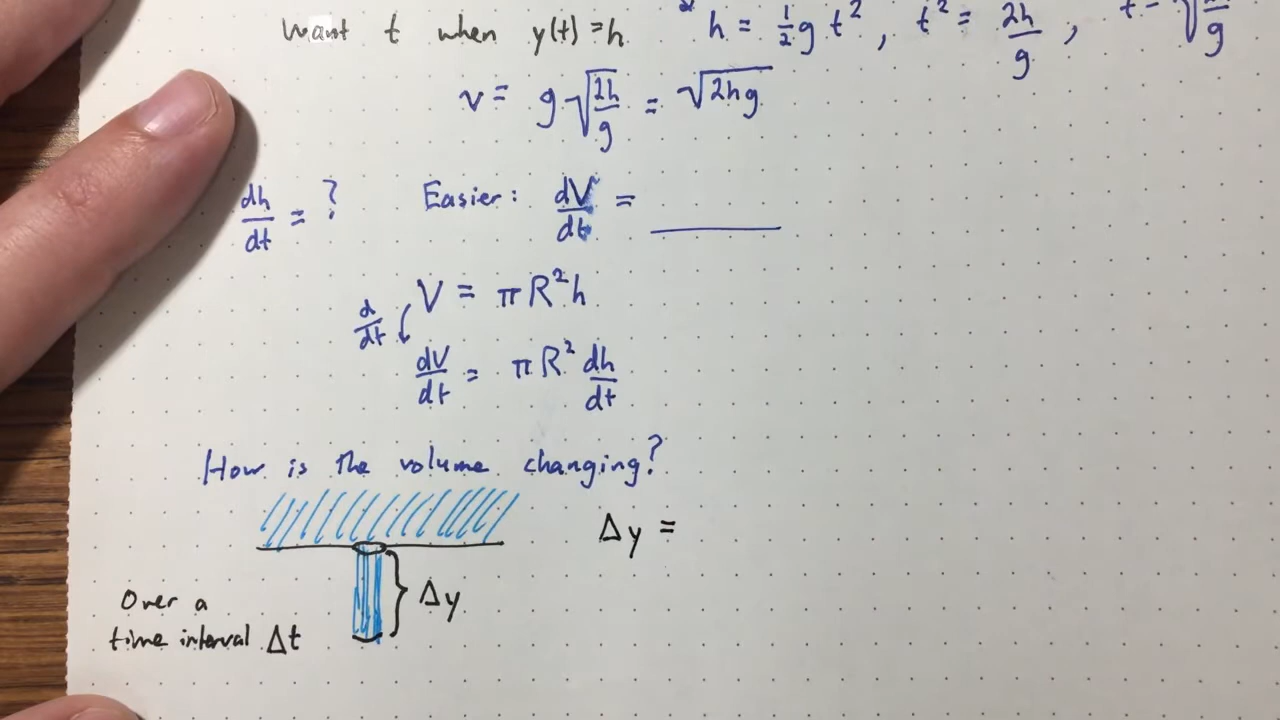 Want t when y(t) = h h = 1/2 g t², t² = 2h/g, t = √ /g
v = g√(2h/g) = √2hg
dh/dt = ? Easier: dV/dt = ____
V = πR²h
d/dt
dV/dt = πR² dh/dt
How is the volume changing?
Δy =
Over a } Δy
time interval Δt